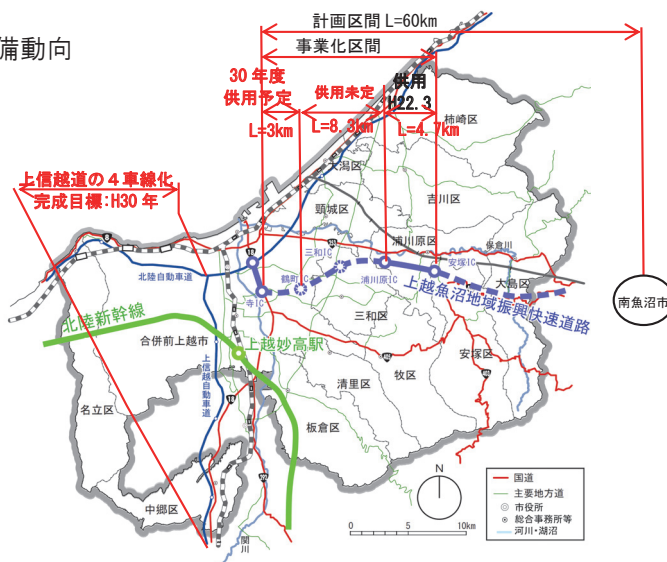 備動向
計画区間 L=60km
事業化区間
30 年度
供用予定
供用未定
供用
H22.3
L=3km
L=8.3km
L=4.7km
柿崎区
大潟区
上信越道の４車線化
完成目標:H30 年
吉川区
頸城区
浦川原区
保倉川
三和IC
北陸自動車道
鶴町IC
浦川原IC
安塚IC
大島区
寺IC
上越魚沼地域振興快速道路
南魚沼市
北陸新幹線
合併前上越市
三和区
上越妙高駅
上信越自動車道
安塚区
牧区
清里区
名立区
板倉区
中郷区
関川
N
0 5 10km
国道
主要地方道
市役所
総合事務所等
河川・湖沼
8
18
18